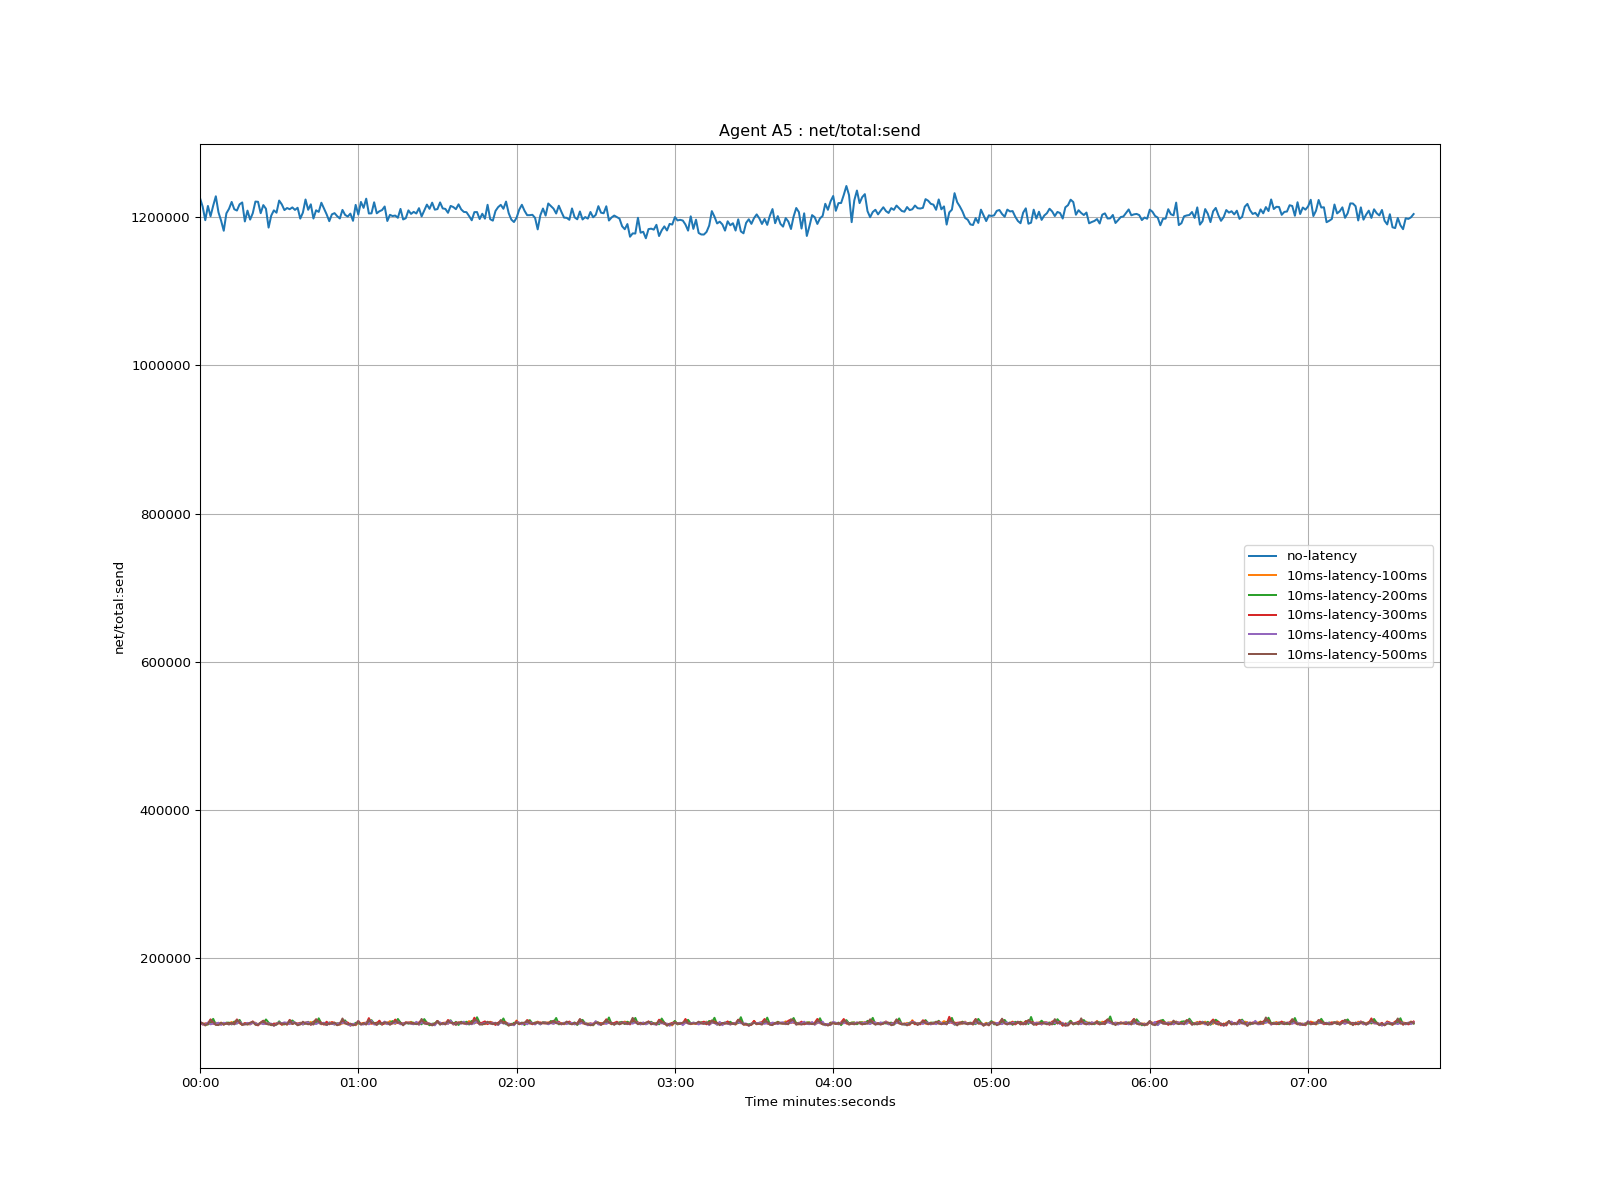 Agent A5 : net/total:send
1200000
1000000
800000
600000
400000
200000
net/total:send
no-latency
10ms-latency-100ms
10ms-latency-200ms
10ms-latency-300ms
10ms-latency-400ms
10ms-latency-500ms
00:00 01:00 02:00 03:00 04:00 05:00 06:00 07:00
Time minutes:seconds